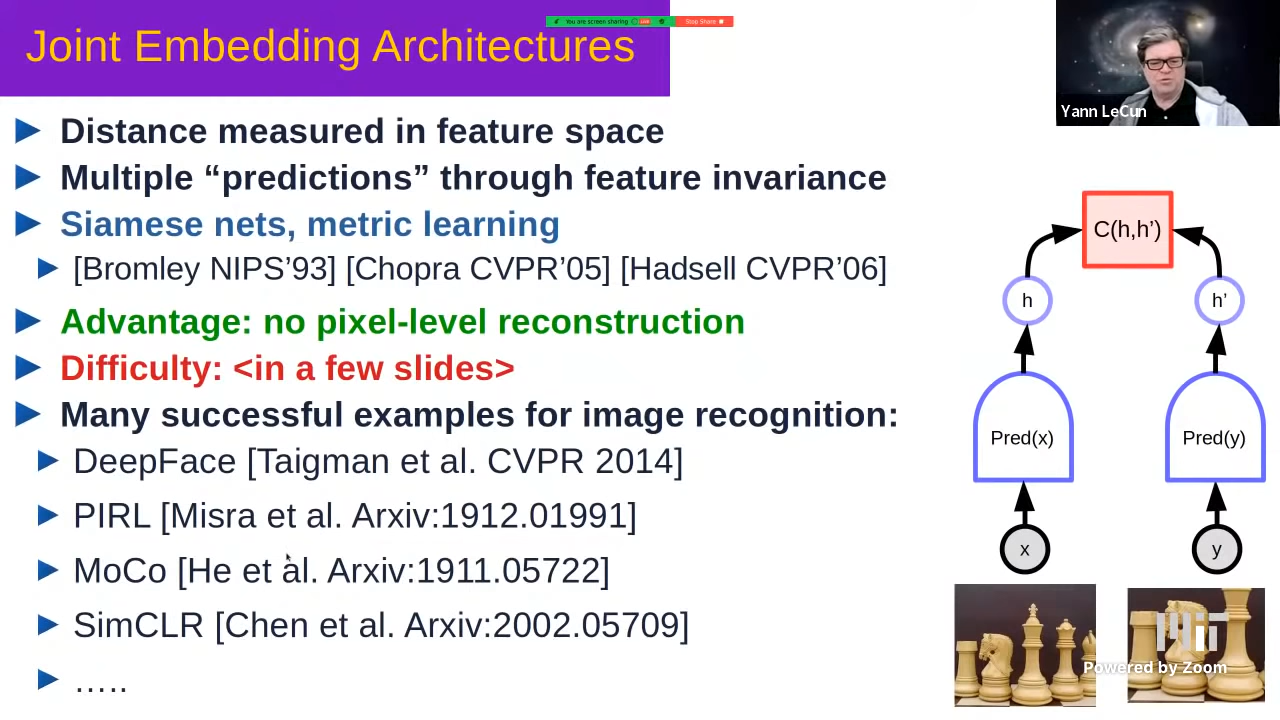 You are screen sharing
Stop Share
Joint Embedding Architectures
Yann LeCun
Distance measured in feature space
Multiple “predictions” through feature invariance
Siamese nets, metric learning
[Bromley NIPS’93] [Chopra CVPR’05] [Hadsell CVPR’06]
Advantage: no pixel-level reconstruction
Difficulty: <in a few slides>
Many successful examples for image recognition:
DeepFace [Taigman et al. CVPR 2014]
PIRL [Misra et al. Arxiv:1912.01991]
MoCo [He et al. Arxiv:1911.05722]
SimCLR [Chen et al. Arxiv:2002.05709]
…..
C(h,h’)
h
h’
Pred(x)
Pred(y)
x
y
MIT
Powered by Zoom